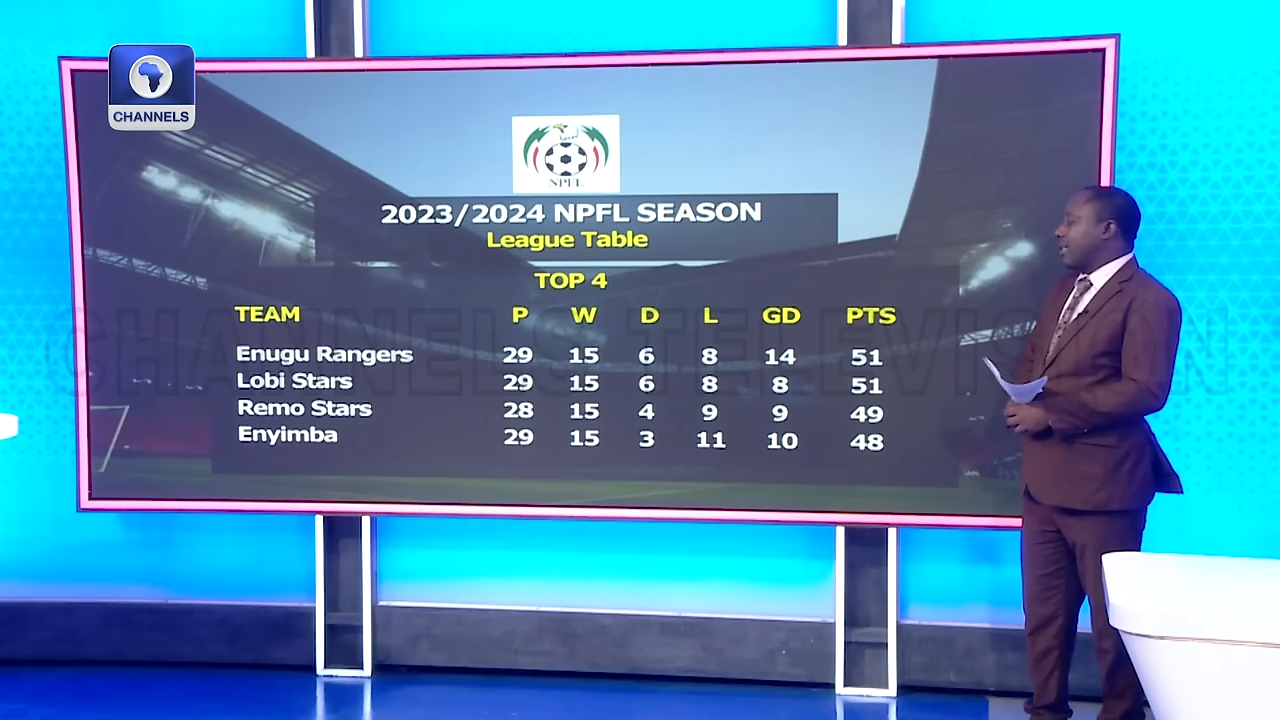 CHANNELS
NPFL
2023/2024 NPFL SEASON
League Table
TOP 4
TEAM P W D L GD PTS
Enugu Rangers 29 15 6 8 14 51
Lobi Stars 29 15 6 8 8 51
Remo Stars 28 15 4 9 9 49
Enyimba 29 15 3 11 10 48
CHANNELS TELEVISION